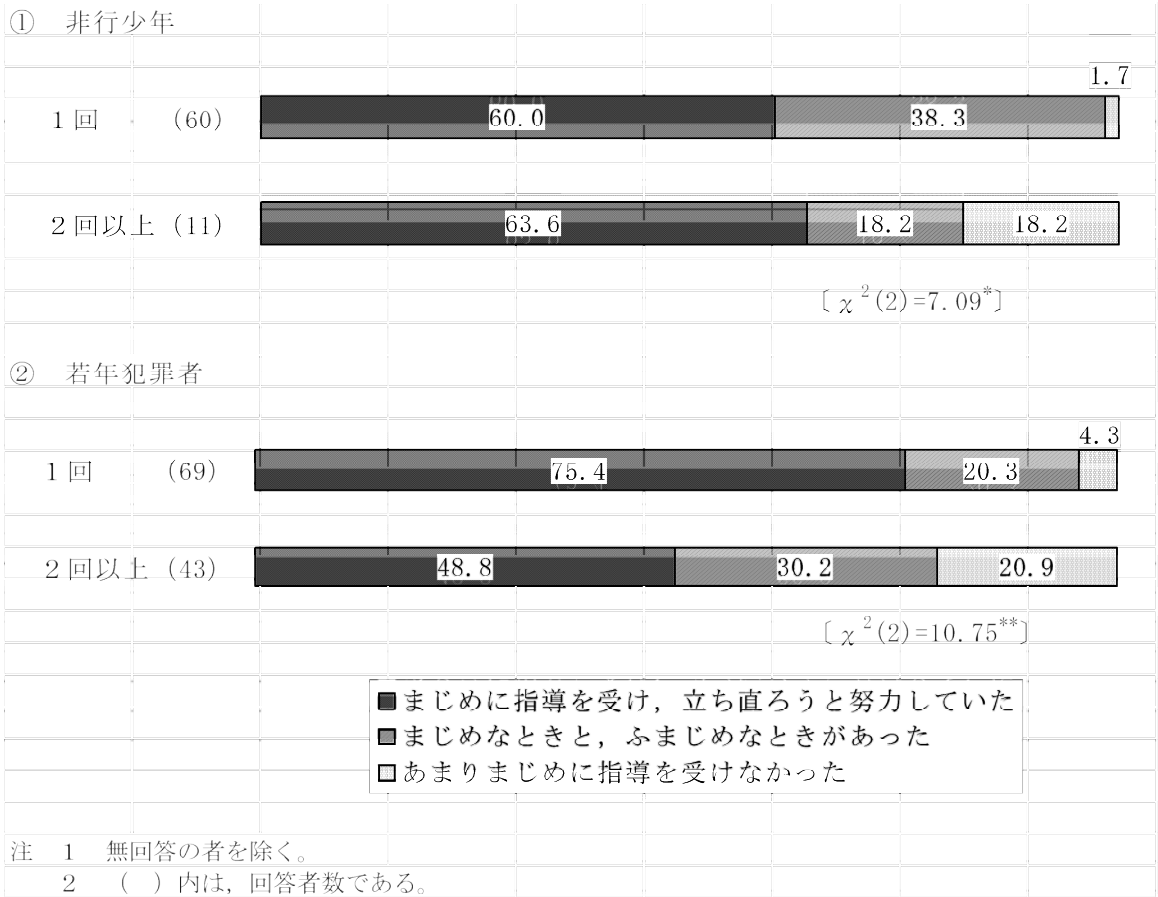 ① 非行少年
1.7
1回 (60) 60.0 38.3
2回以上 (11) 63.6 18.2 18.2
〔χ²(2)=7.09*〕
② 若年犯罪者
4.3
1回 (69) 75.4 20.3
2回以上 (43) 48.8 30.2 20.9
〔χ²(2)=10.75**〕
まじめに指導を受け，立ち直ろうと努力していた
まじめなときと，ふまじめなときがあった
あまりまじめに指導を受けなかった
注 1 無回答の者を除く。
2 （ ）内は，回答者数である。